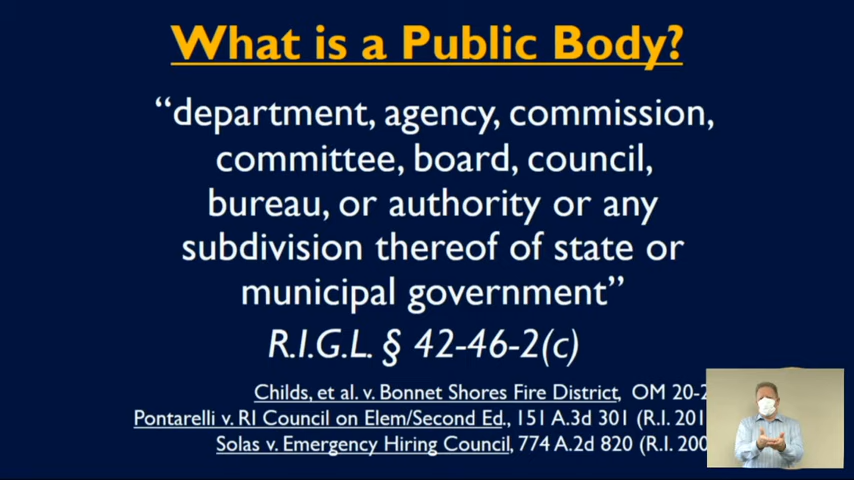 What is a Public Body?
“department, agency, commission,
committee, board, council,
bureau, or authority or any
subdivision thereof of state or
municipal government”
R.I.G.L. § 42-46-2(c)
Childs, et al. v. Bonnet Shores Fire District, OM
Pontarelli v. RI Council on Elem/Second Ed., 151 A.3d 301 (R.I.
Solas v. Emergency Hiring Council, 774 A.2d 820 (R.I.